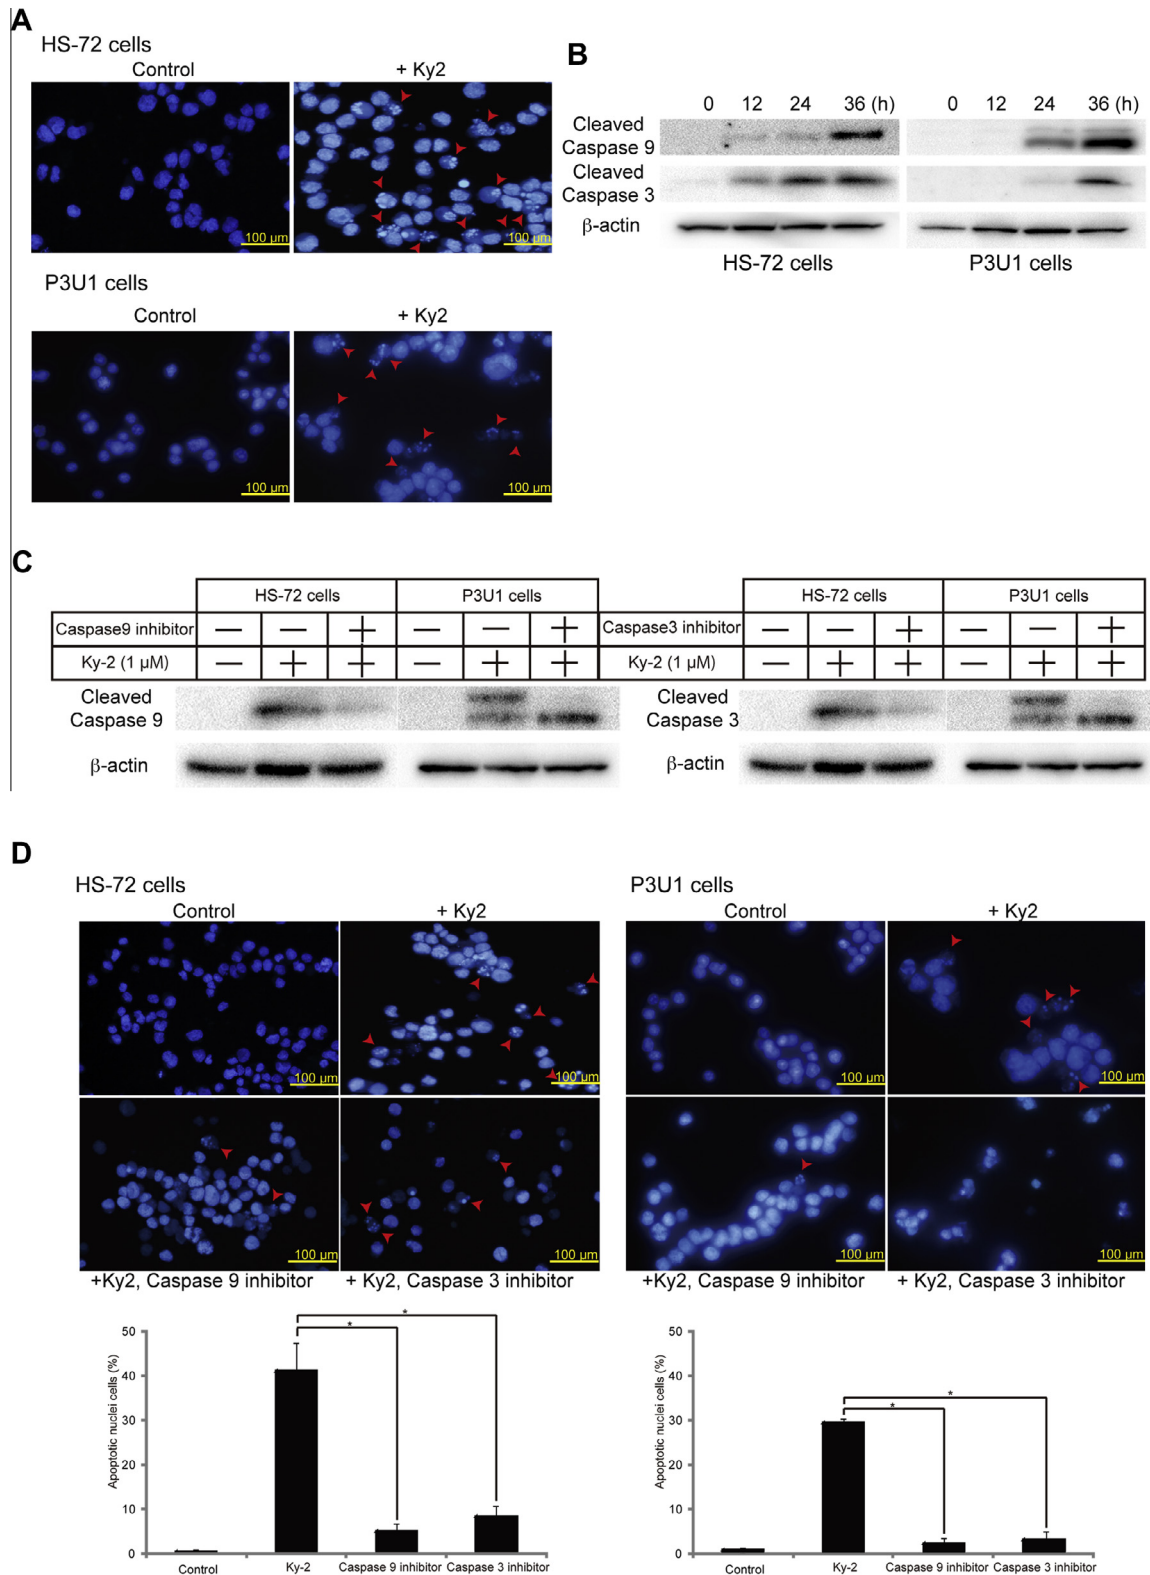 A
HS-72 cells
Control
+ Ky2
100 µm
100 µm
P3U1 cells
Control
+ Ky2
100 µm
100 µm
B
0 12 24 36 (h)
0 12 24 36 (h)
Cleaved
Caspase 9
Cleaved
Caspase 3
β-actin
HS-72 cells
P3U1 cells
C
HS-72 cells
P3U1 cells
Caspase9 inhibitor
— — + — — +
Ky-2 (1 µM)
— + + — + +
Cleaved
Caspase 9
β-actin
HS-72 cells
P3U1 cells
Caspase3 inhibitor
— — + — — +
Ky-2 (1 µM)
— + + — + +
Cleaved
Caspase 3
β-actin
D
HS-72 cells
Control
+ Ky2
100 µm
100 µm
100 µm
100 µm
+Ky2, Caspase 9 inhibitor
+ Ky2, Caspase 3 inhibitor
P3U1 cells
Control
+ Ky2
100 µm
100 µm
100 µm
100 µm
+Ky2, Caspase 9 inhibitor
+ Ky2, Caspase 3 inhibitor
Apoptotic nuclei cells (%)
50
40
30
20
10
0
*
*
Control
Ky-2
Caspase 9 inhibitor
Caspase 3 inhibitor
Apoptotic nuclei cells (%)
50
40
30
20
10
0
*
*
Control
Ky-2
Caspase 9 inhibitor
Caspase 3 inhibitor